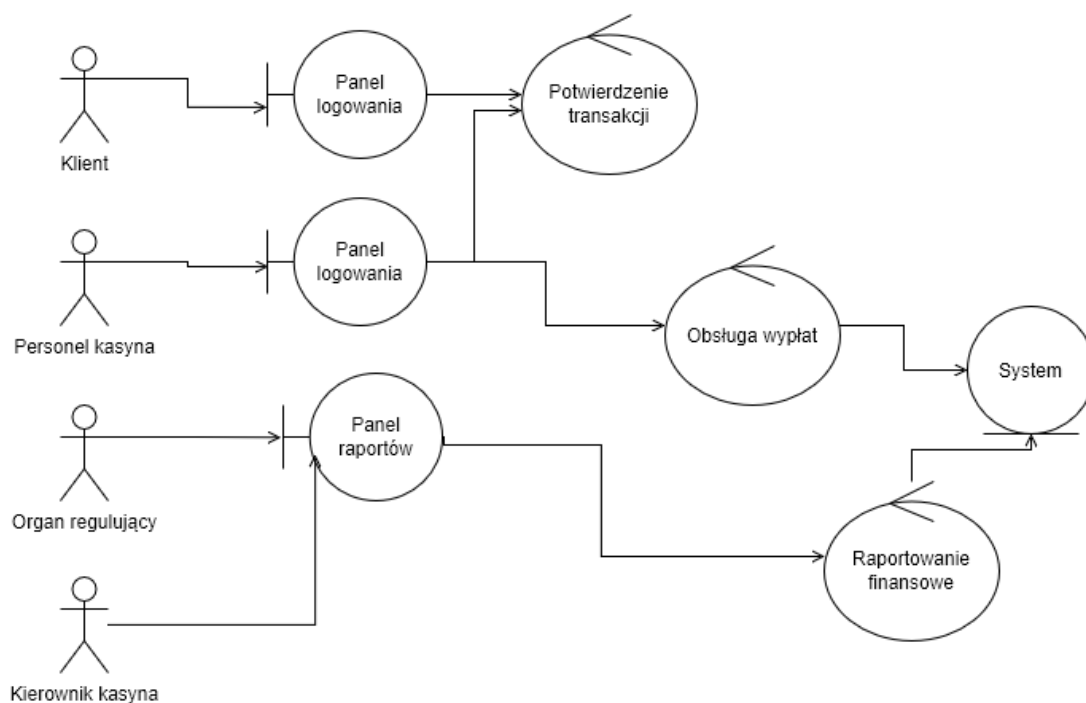 Panel
logowania
Potwierdzenie
transakcji
Klient
Panel
logowania
Personel kasyna
Obsługa wypłat
System
Panel
raportów
Organ regulujący
Raportowanie
finansowe
Kierownik kasyna